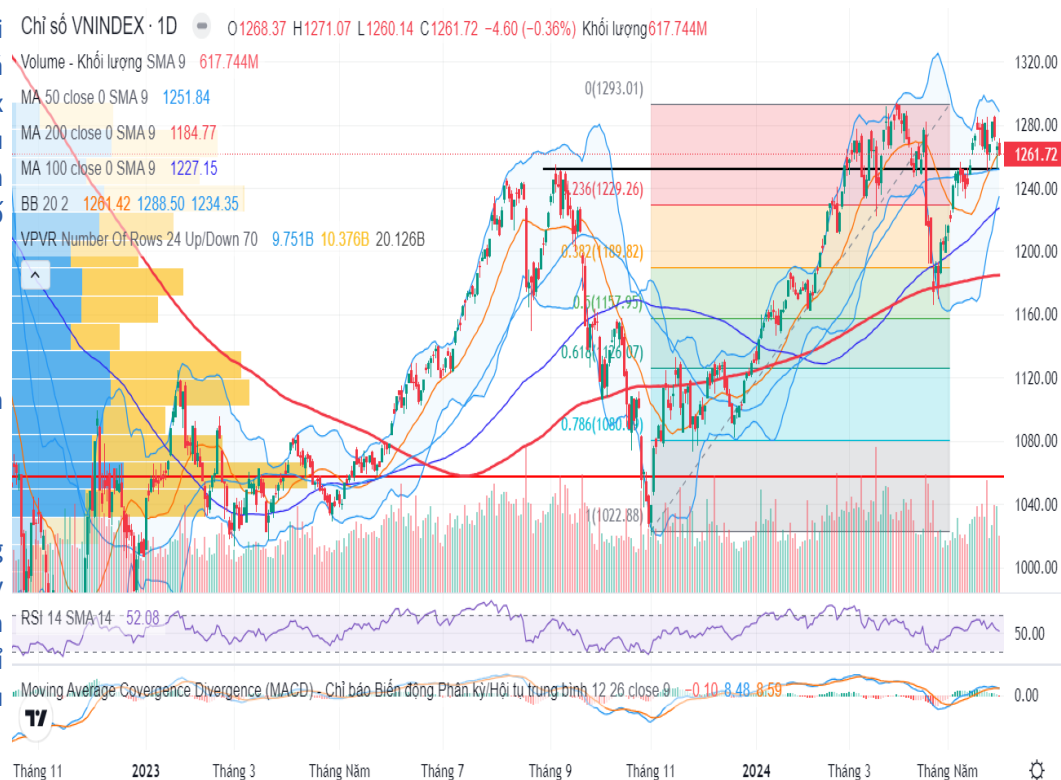 Chỉ số VNINDEX · 1D O1268.37 H1271.07 L1260.14 C1261.72 −4.60 (−0.36%) Khối lượng617.744M
Volume - Khối lượng SMA 9 617.744M
MA 50 close 0 SMA 9 1251.84
MA 200 close 0 SMA 9 1184.77
MA 100 close 0 SMA 9 1227.15
BB 20 2 1261.42 1288.50 1234.35
VPVR Number Of Rows 24 Up/Down 70 9.751B 10.376B 20.126B
0(1293.01)
0.236(1229.26)
0.382(1189.82)
0.5(1157.95)
0.618(1126.07)
1(1022.88)
1320.00
1280.00
1261.72
1240.00
1200.00
1160.00
1120.00
1080.00
1040.00
1000.00
RSI 14 SMA 14 52.08
50.00
Moving Average Covergence Divergence (MACD) - Chỉ báo Biến động Phân kỳ/Hội tụ trung bình 12 26 close 9 −0.10 8.48 8.59
0.00
Tháng 11 2023 Tháng 3 Tháng Năm Tháng 7 Tháng 9 Tháng 11 2024 Tháng 3 Tháng Năm